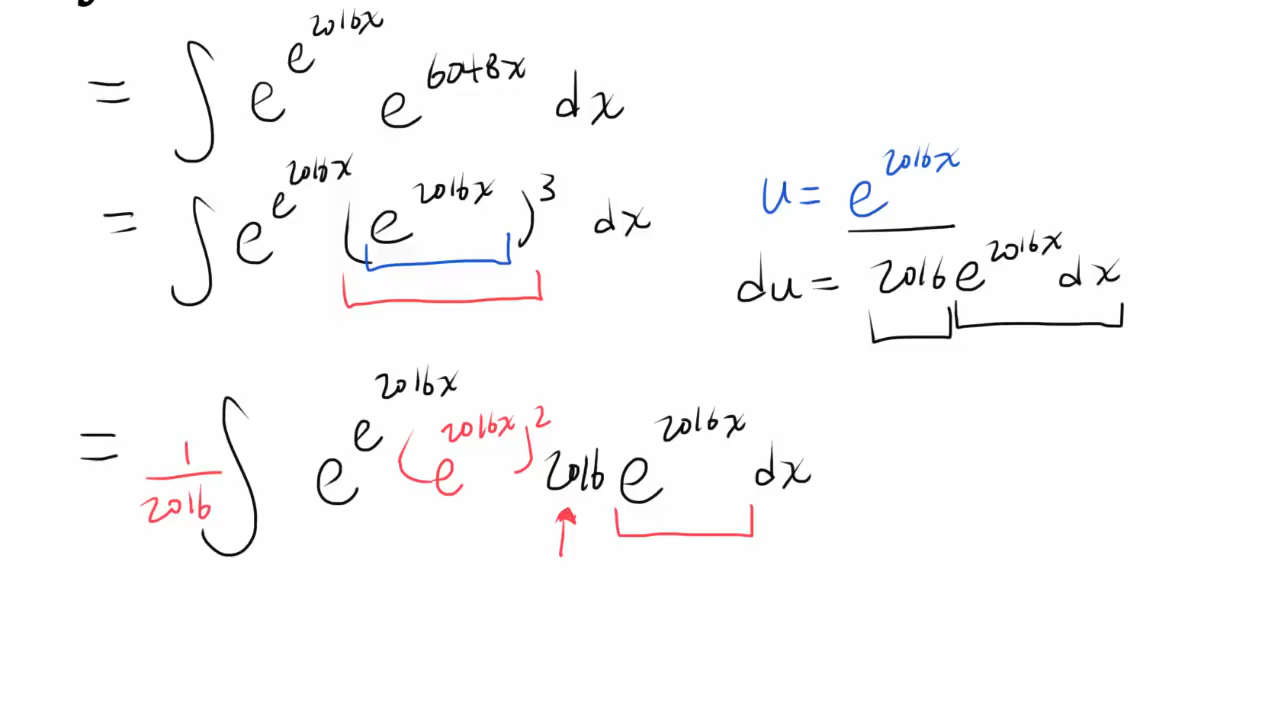 = ∫ e^{e^{2016x}} e^{6048x} dx
= ∫ e^{e^{2016x}} (e^{2016x})^3 dx
u = e^{2016x}
du = 2016 e^{2016x} dx
= 1/2016 ∫ e^{e^{2016x}} (e^{2016x})^2 2016 e^{2016x} dx